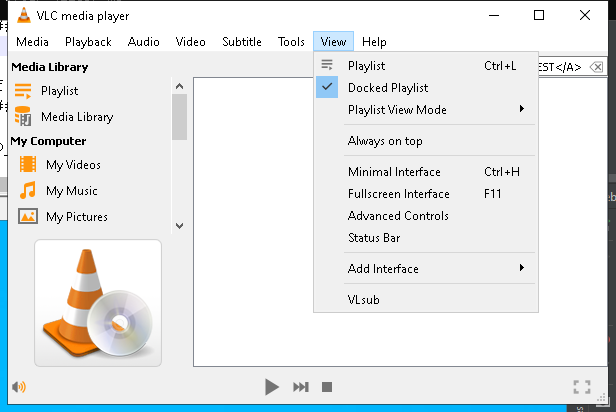 VLC media player
Media Playback Audio Video Subtitle Tools View Help
Media Library
Playlist
Media Library
My Computer
My Videos
My Music
My Pictures
EST</A>
Playlist Ctrl+L
Docked Playlist
Playlist View Mode
Always on top
Minimal Interface Ctrl+H
Fullscreen Interface F11
Advanced Controls
Status Bar
Add Interface
VLsub